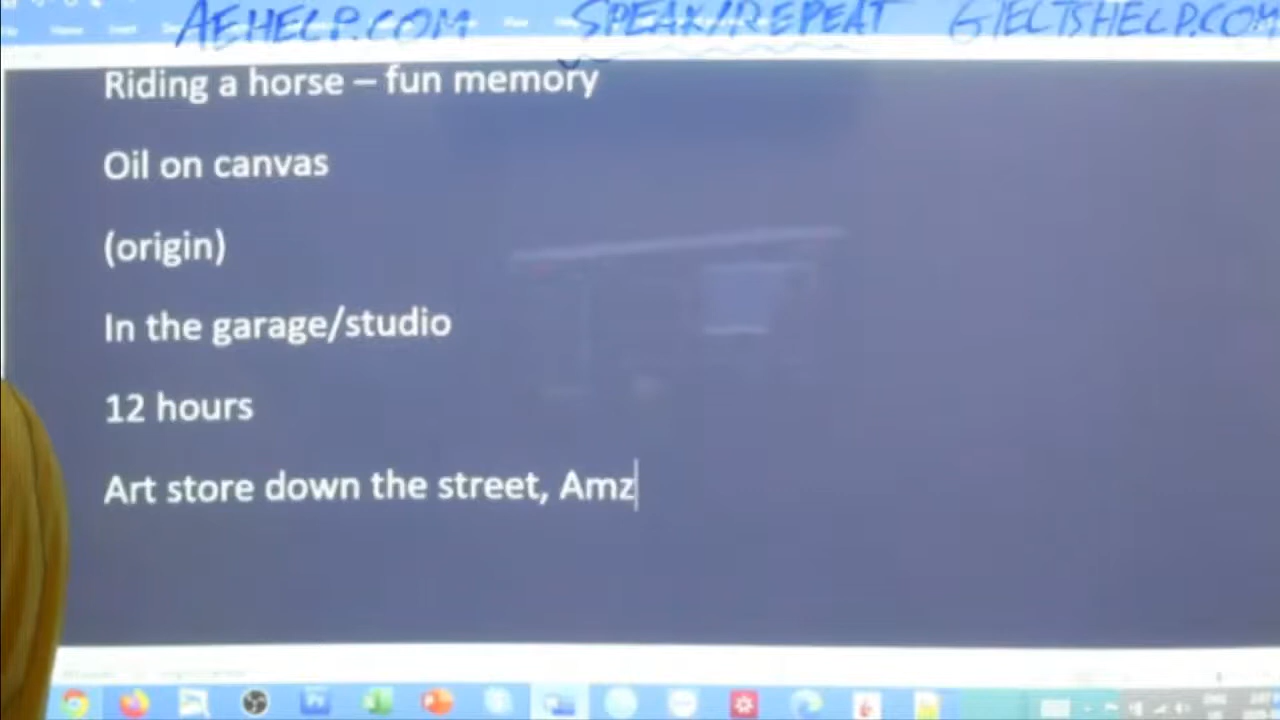 AEHELP.COM SPEAK/REPEAT GIELTSHELP.COM
Riding a horse – fun memory
Oil on canvas
(origin)
In the garage/studio
12 hours
Art store down the street, Amz